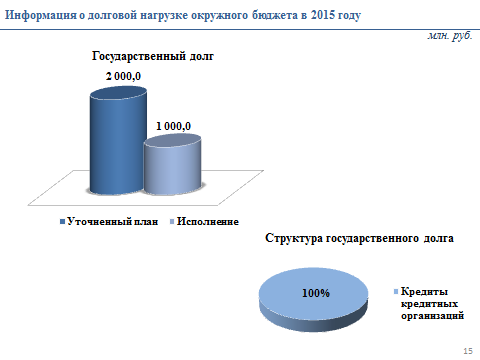 Информация о долговой нагрузке окружного бюджета в 2015 году
млн. руб.
Государственный долг
2 000,0
1 000,0
Уточненный план
Исполнение
Структура государственного долга
100%
Кредиты
кредитных
организаций
15